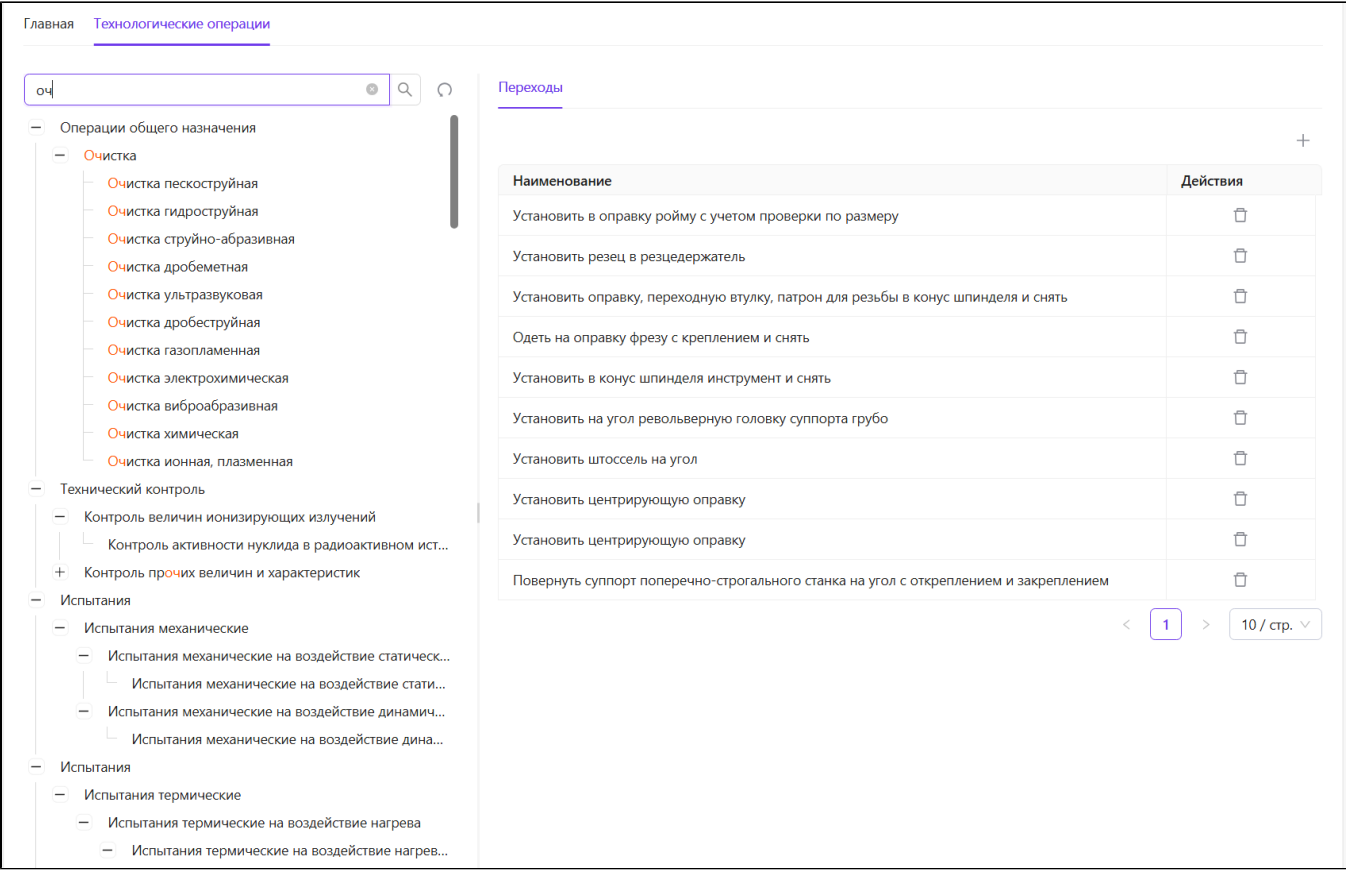 Главная Технологические операции
оч
Операции общего назначения
Очистка
Очистка пескоструйная
Очистка гидроструйная
Очистка струйно-абразивная
Очистка дробеметная
Очистка ультразвуковая
Очистка дробеструйная
Очистка газопламенная
Очистка электрохимическая
Очистка виброабразивная
Очистка химическая
Очистка ионная, плазменная
Технический контроль
Контроль величин ионизирующих излучений
Контроль активности нуклида в радиоактивном ист...
Контроль прочих величин и характеристик
Испытания
Испытания механические
Испытания механические на воздействие статическ...
Испытания механические на воздействие стати...
Испытания механические на воздействие динамич...
Испытания механические на воздействие дина...
Испытания
Испытания термические
Испытания термические на воздействие нагрева
Испытания термические на воздействие нагрев...
Переходы
Наименование Действия
Установить в оправку ройму с учетом проверки по размеру
Установить резец в резцедержатель
Установить оправку, переходную втулку, патрон для резьбы в конус шпинделя и снять
Одеть на оправку фрезу с креплением и снять
Установить в конус шпинделя инструмент и снять
Установить на угол револьверную головку суппорта грубо
Установить штоссель на угол
Установить центрирующую оправку
Установить центрирующую оправку
Повернуть суппорт поперечно-строгального станка на угол с откреплением и закреплением
< 1 > 10 / стр.